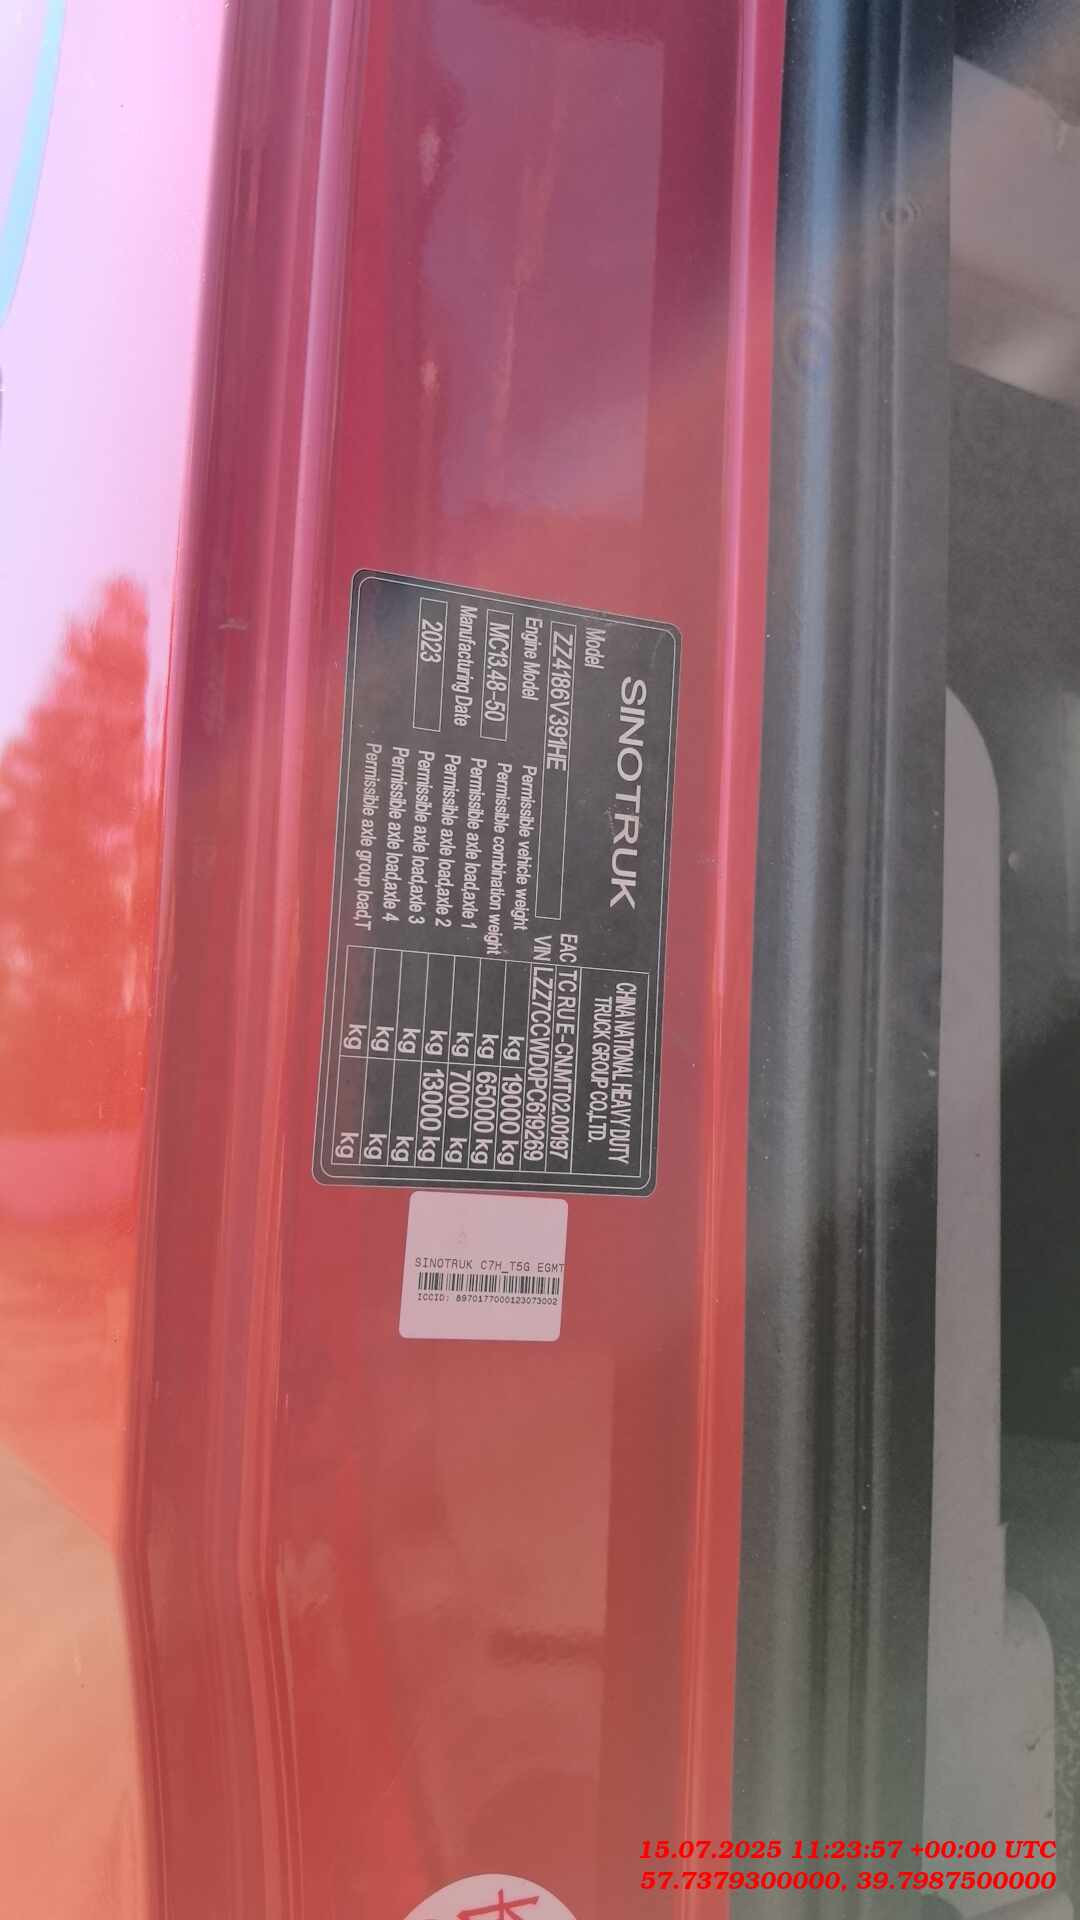 SINOTRUK
CHINA NATIONAL HEAVY DUTY
TRUCK GROUP CO.,LTD.
Model
ZZ4186V391HE
EAC TC RU E-CN.MT02.00197
VIN LZZ7CCWD0PC619269
Engine Model
MC13.48-50
Manufacturing Date
2023
Permissible vehicle weight kg 19000 kg
Permissible combination weight kg 65000 kg
Permissible axle load,axle 1 kg 7000 kg
Permissible axle load,axle 2 kg 13000 kg
Permissible axle load,axle 3 kg kg
Permissible axle load,axle 4 kg kg
Permissible axle group load,T kg kg
SINOTRUK C7H_T5G EGMT
ICCID: 8970177000123073002
15.07.2025 11:23:57 +00:00 UTC
57.7379300000, 39.7987500000